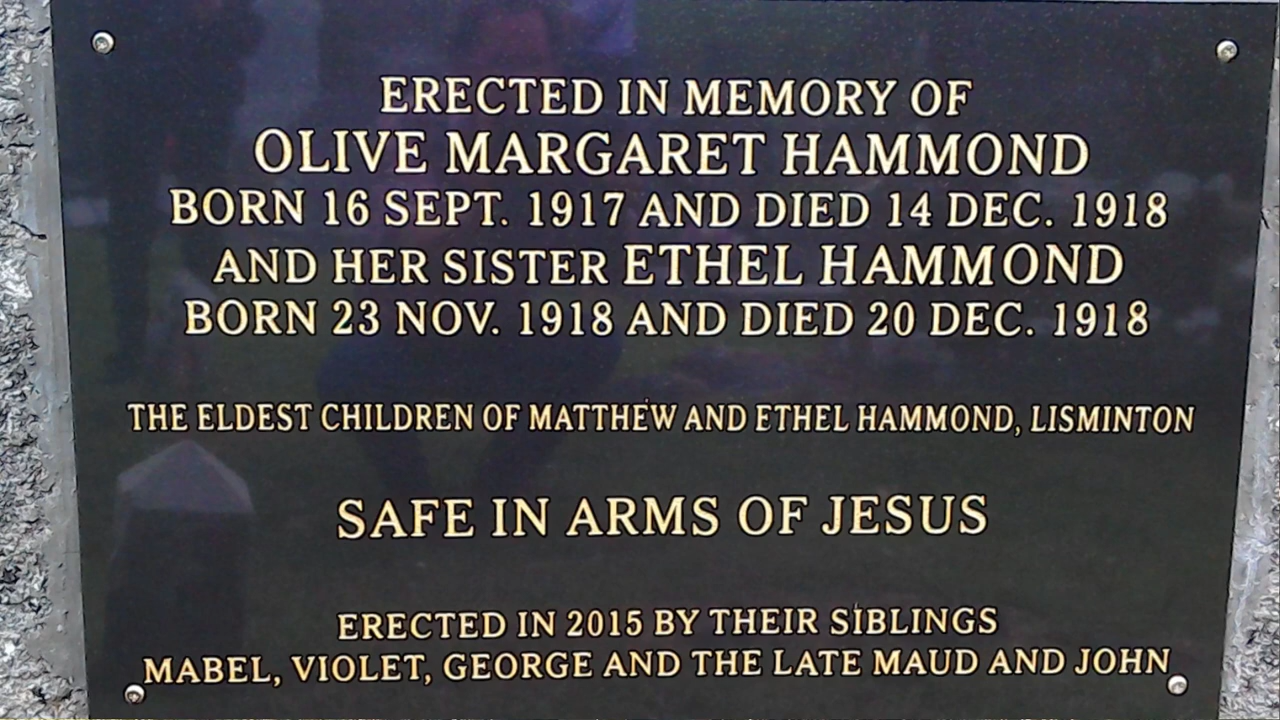 ERECTED IN MEMORY OF
OLIVE MARGARET HAMMOND
BORN 16 SEPT. 1917 AND DIED 14 DEC. 1918
AND HER SISTER ETHEL HAMMOND
BORN 23 NOV. 1918 AND DIED 20 DEC. 1918
THE ELDEST CHILDREN OF MATTHEW AND ETHEL HAMMOND, LISMINTON
SAFE IN ARMS OF JESUS
ERECTED IN 2015 BY THEIR SIBLINGS
MABEL, VIOLET, GEORGE AND THE LATE MAUD AND JOHN